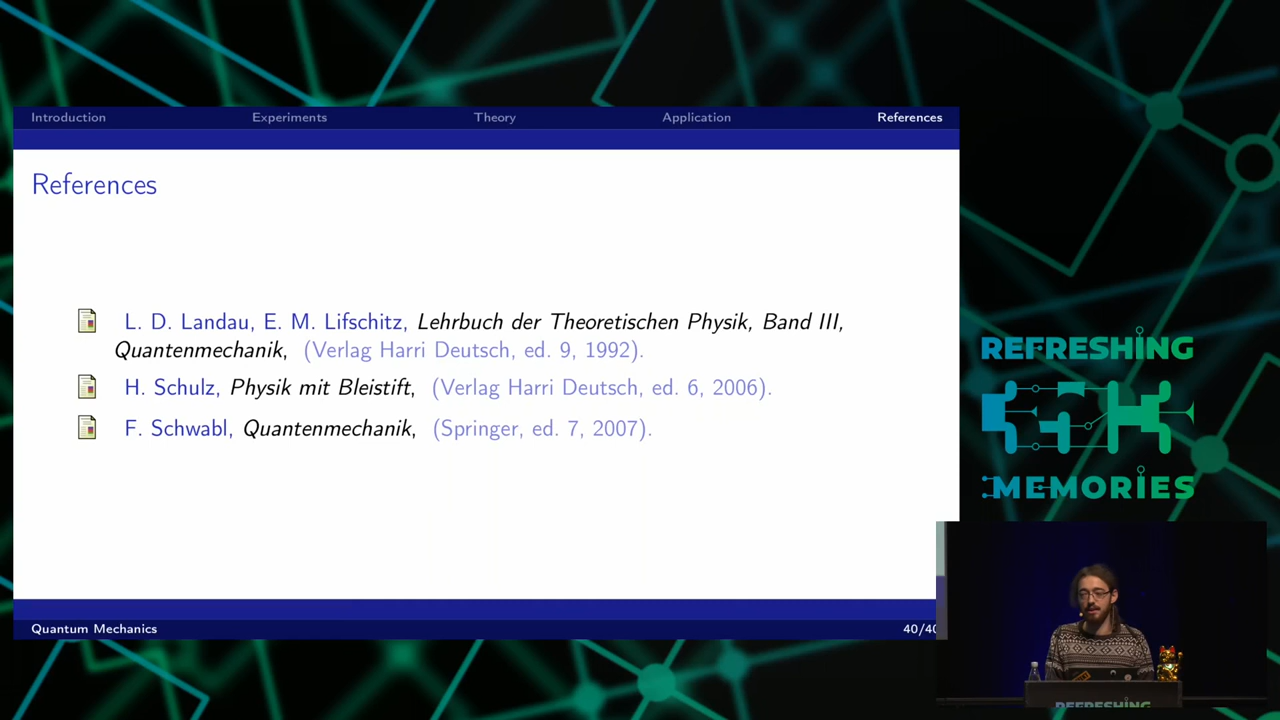 Introduction Experiments Theory Application References
References
L. D. Landau, E. M. Lifschitz, Lehrbuch der Theoretischen Physik, Band III,
Quantenmechanik, (Verlag Harri Deutsch, ed. 9, 1992).
H. Schulz, Physik mit Bleistift, (Verlag Harri Deutsch, ed. 6, 2006).
F. Schwabl, Quantenmechanik, (Springer, ed. 7, 2007).
Quantum Mechanics 40/40
REFRESHING
MEMORIES
REFRESHING